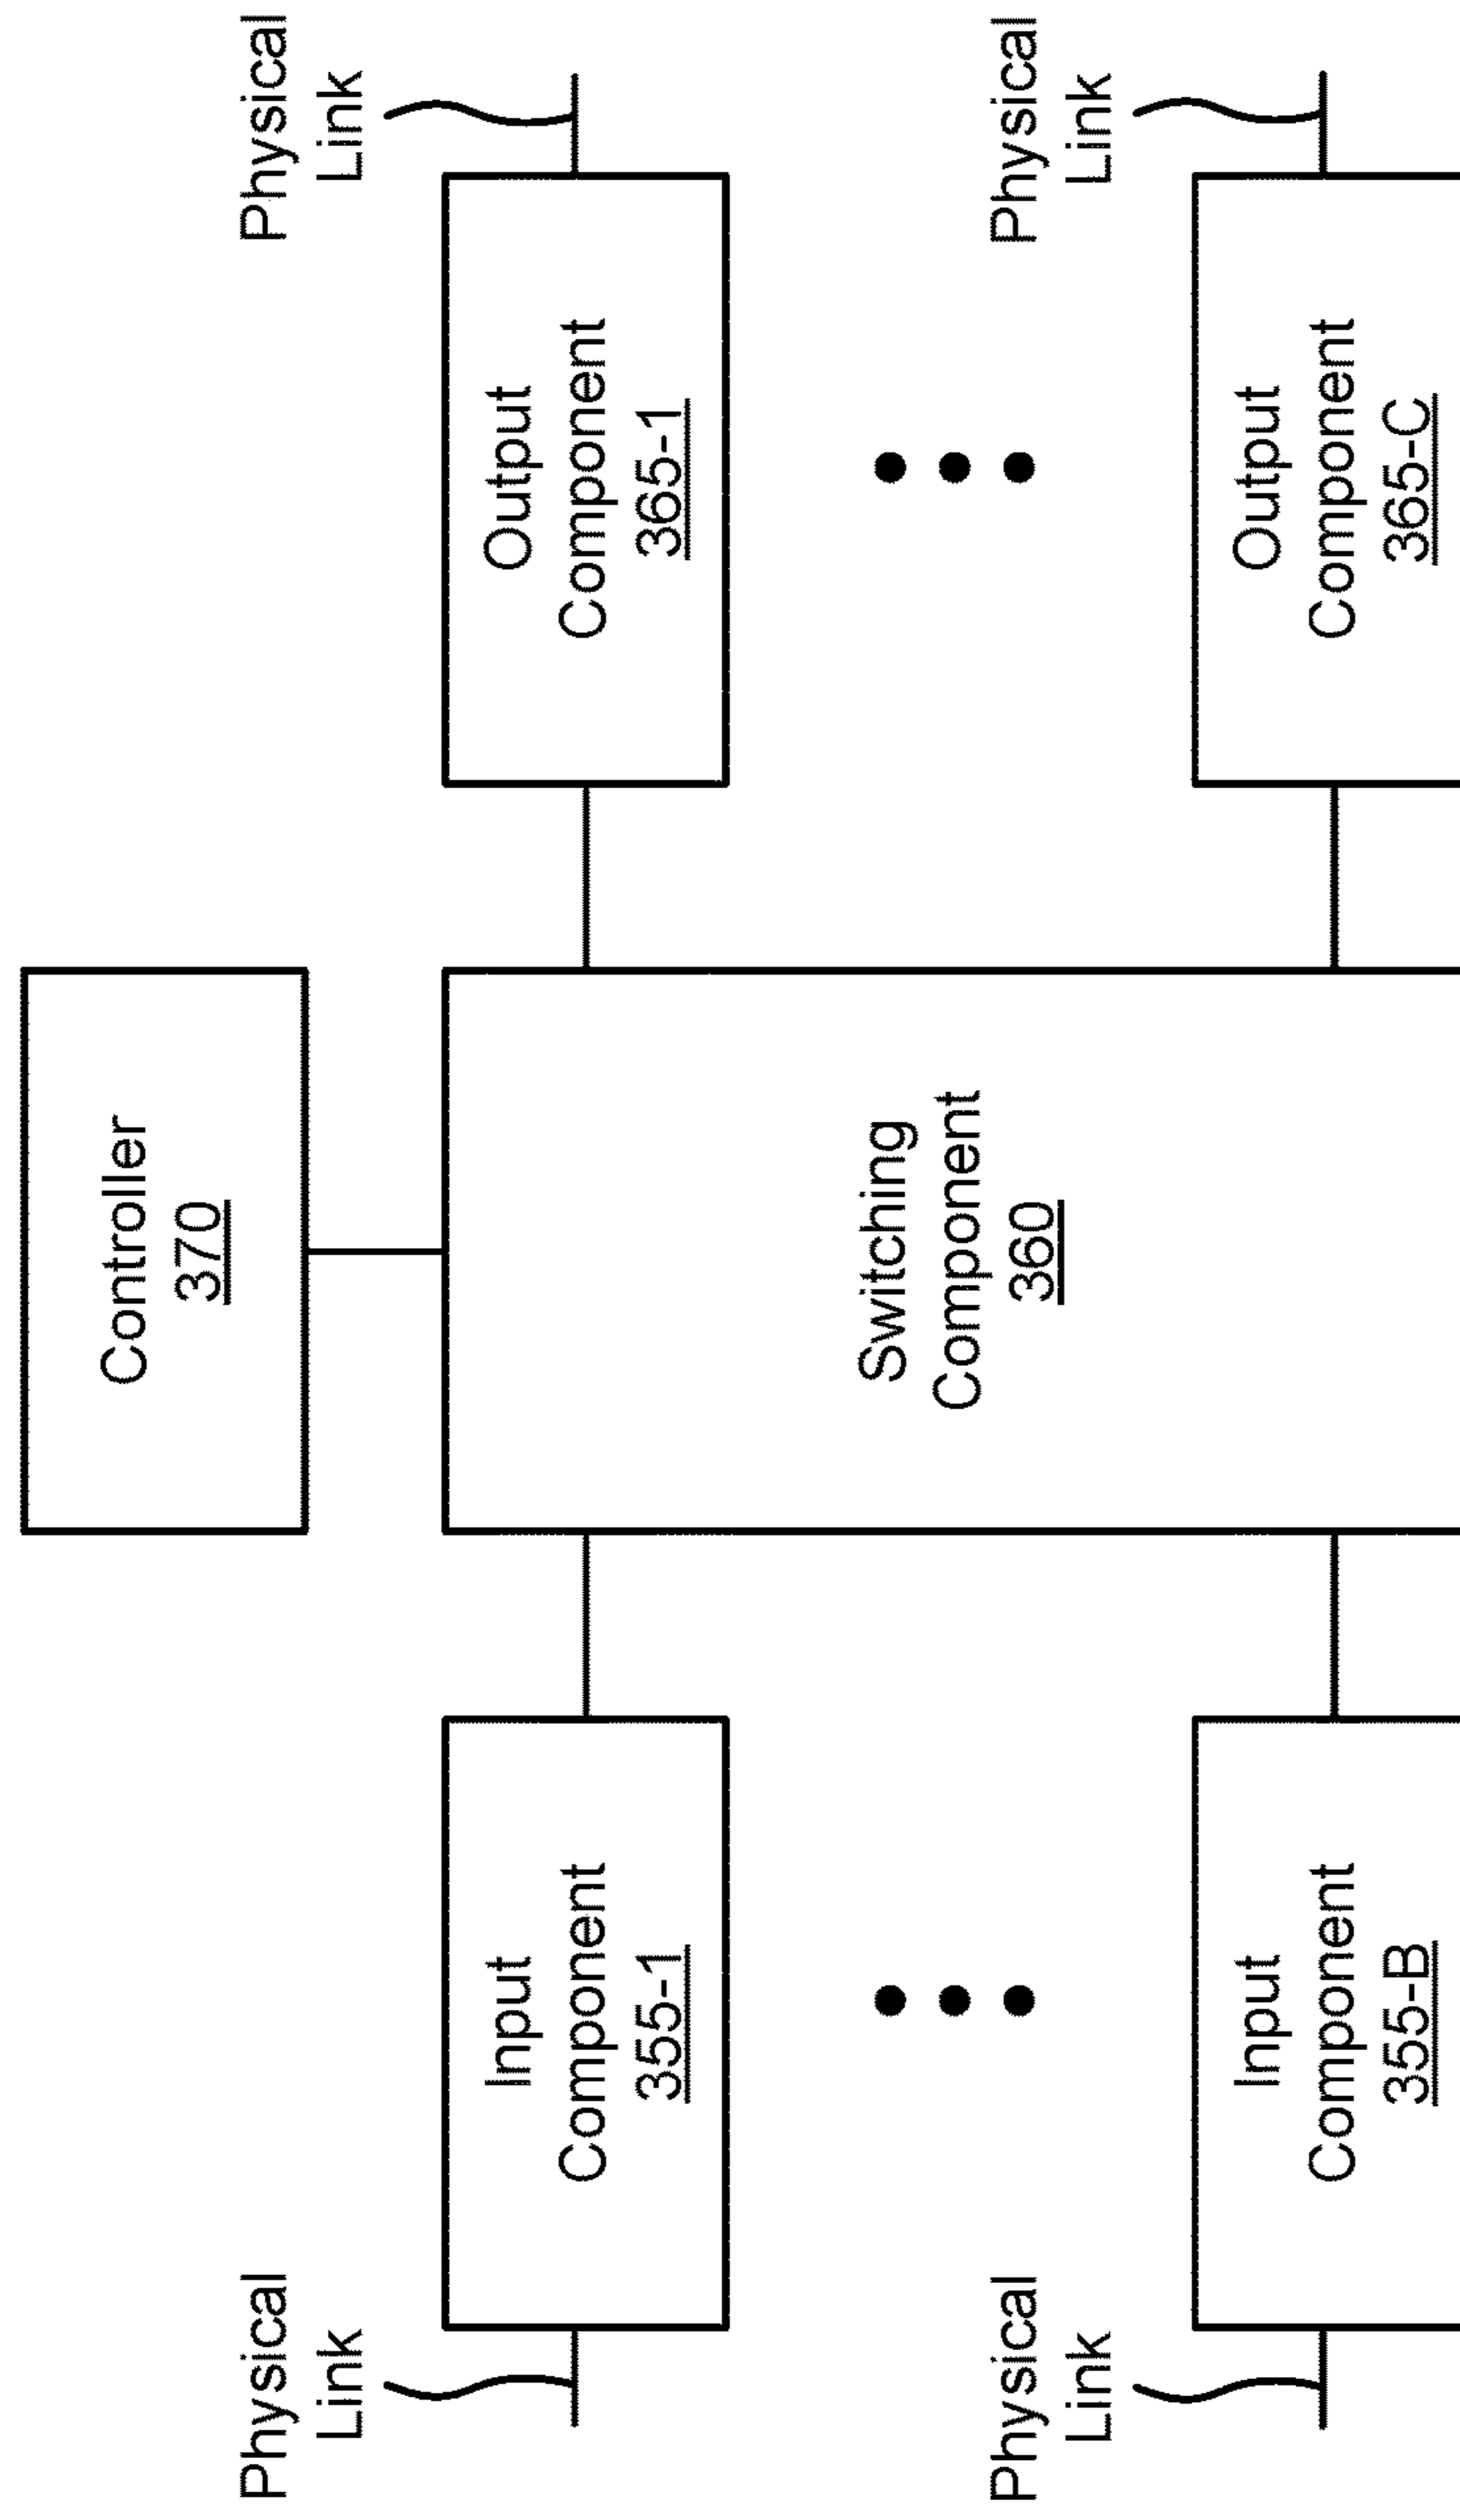 Controller
370
Physical
Link
Input
Component
355-1
Physical
Link
Input
Component
355-B
Switching
Component
360
Physical
Link
Output
Component
365-1
Physical
Link
Output
Component
365-C